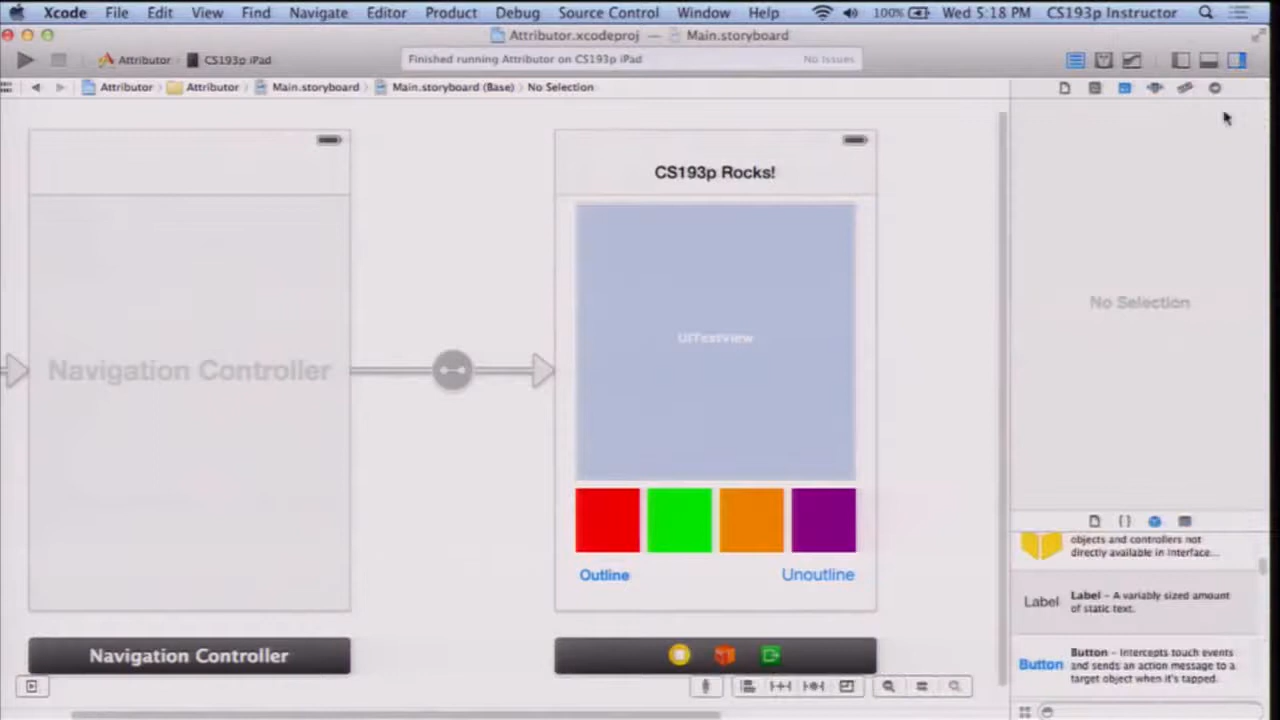 Xcode File Edit View Find Navigate Editor Product Debug Source Control Window Help 100% Wed 5:18 PM CS193p Instructor
Attributor.xcodeproj — Main.storyboard
Attributor CS193p iPad Finished running Attributor on CS193p iPad No Issues
Attributor Attributor Main.storyboard Main.storyboard (Base) No Selection
CS193p Rocks!
No Selection
UITextView
Navigation Controller
{ }
objects and controllers not
directly available in Interface...
Outline Unoutline
Label Label – A variably sized amount
of static text.
Navigation Controller
Button Button – Intercepts touch events
and sends an action message to a
target object when it's tapped.